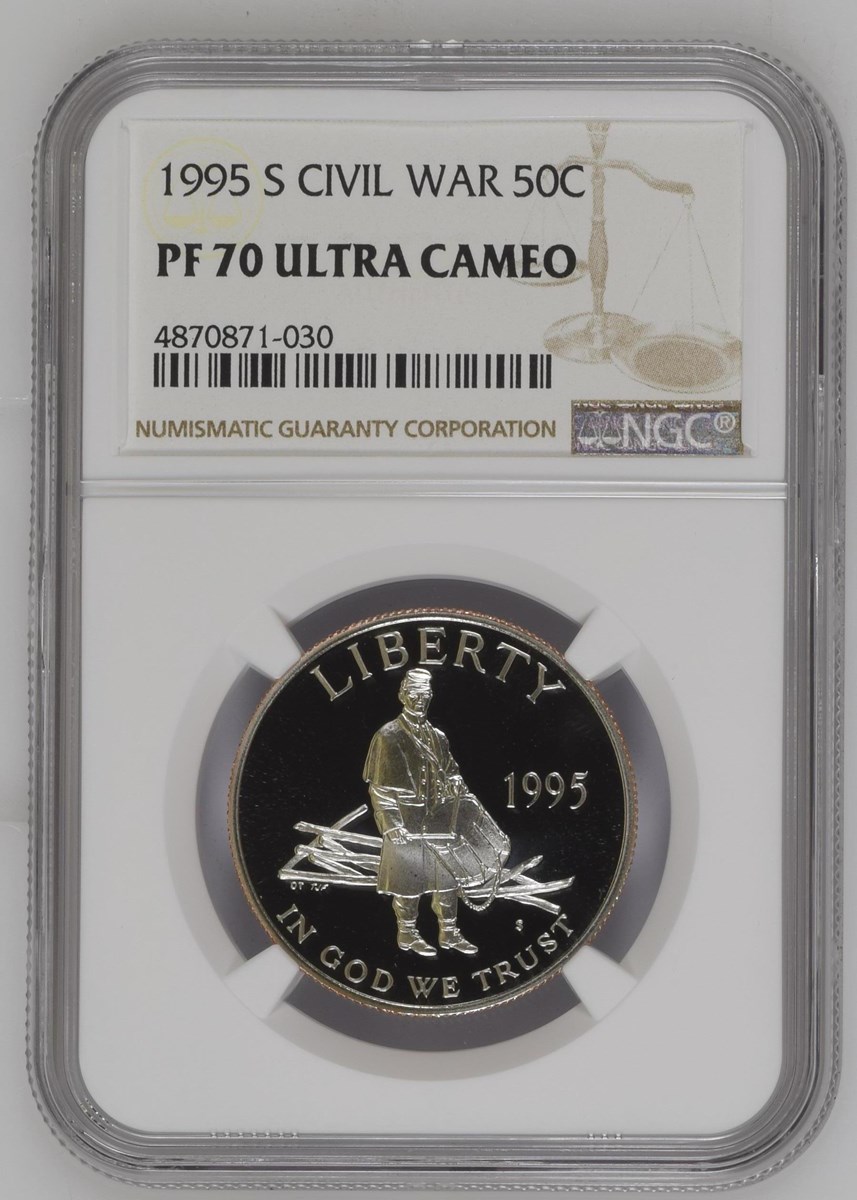 1995 S CIVIL WAR 50C
PF 70 ULTRA CAMEO
4870871-030
NUMISMATIC GUARANTY CORPORATION
NGC®
LIBERTY
1995
IN GOD WE TRUST